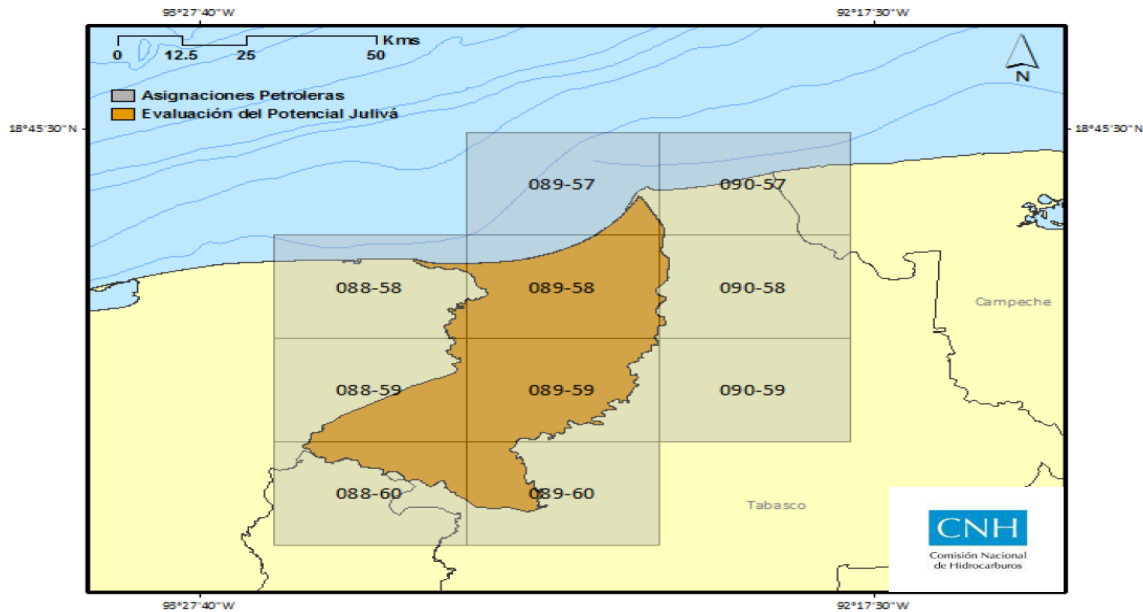 93°27'40"W
92°17'30"W
0 12.5 25 50 Kms
N
Asignaciones Petroleras
Evaluación del Potencial Julivá
18°45'30"N
18°45'30"N
089-57
090-57
088-58
089-58
090-58
Campeche
088-59
089-59
090-59
088-60
089-60
Tabasco
CNH
Comisión Nacional
de Hidrocarburos
93°27'40"W
92°17'30"W